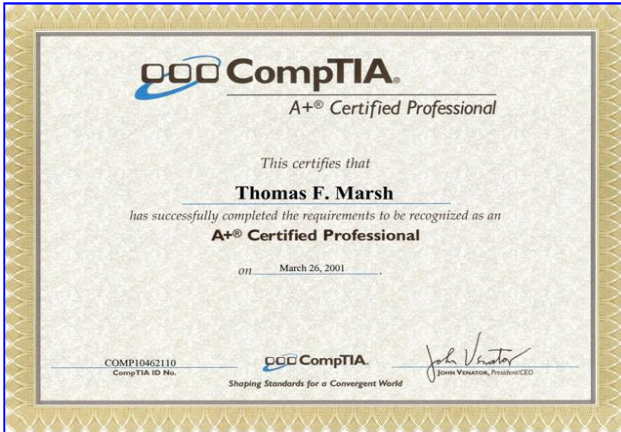 CompTIA®
A+® Certified Professional
This certifies that
Thomas F. Marsh
has successfully completed the requirements to be recognized as an
A+® Certified Professional
on March 26, 2001.
COMP10462110
CompTIA ID No.
CompTIA.
Shaping Standards for a Convergent World
John Venator
JOHN VENATOR, President/CEO